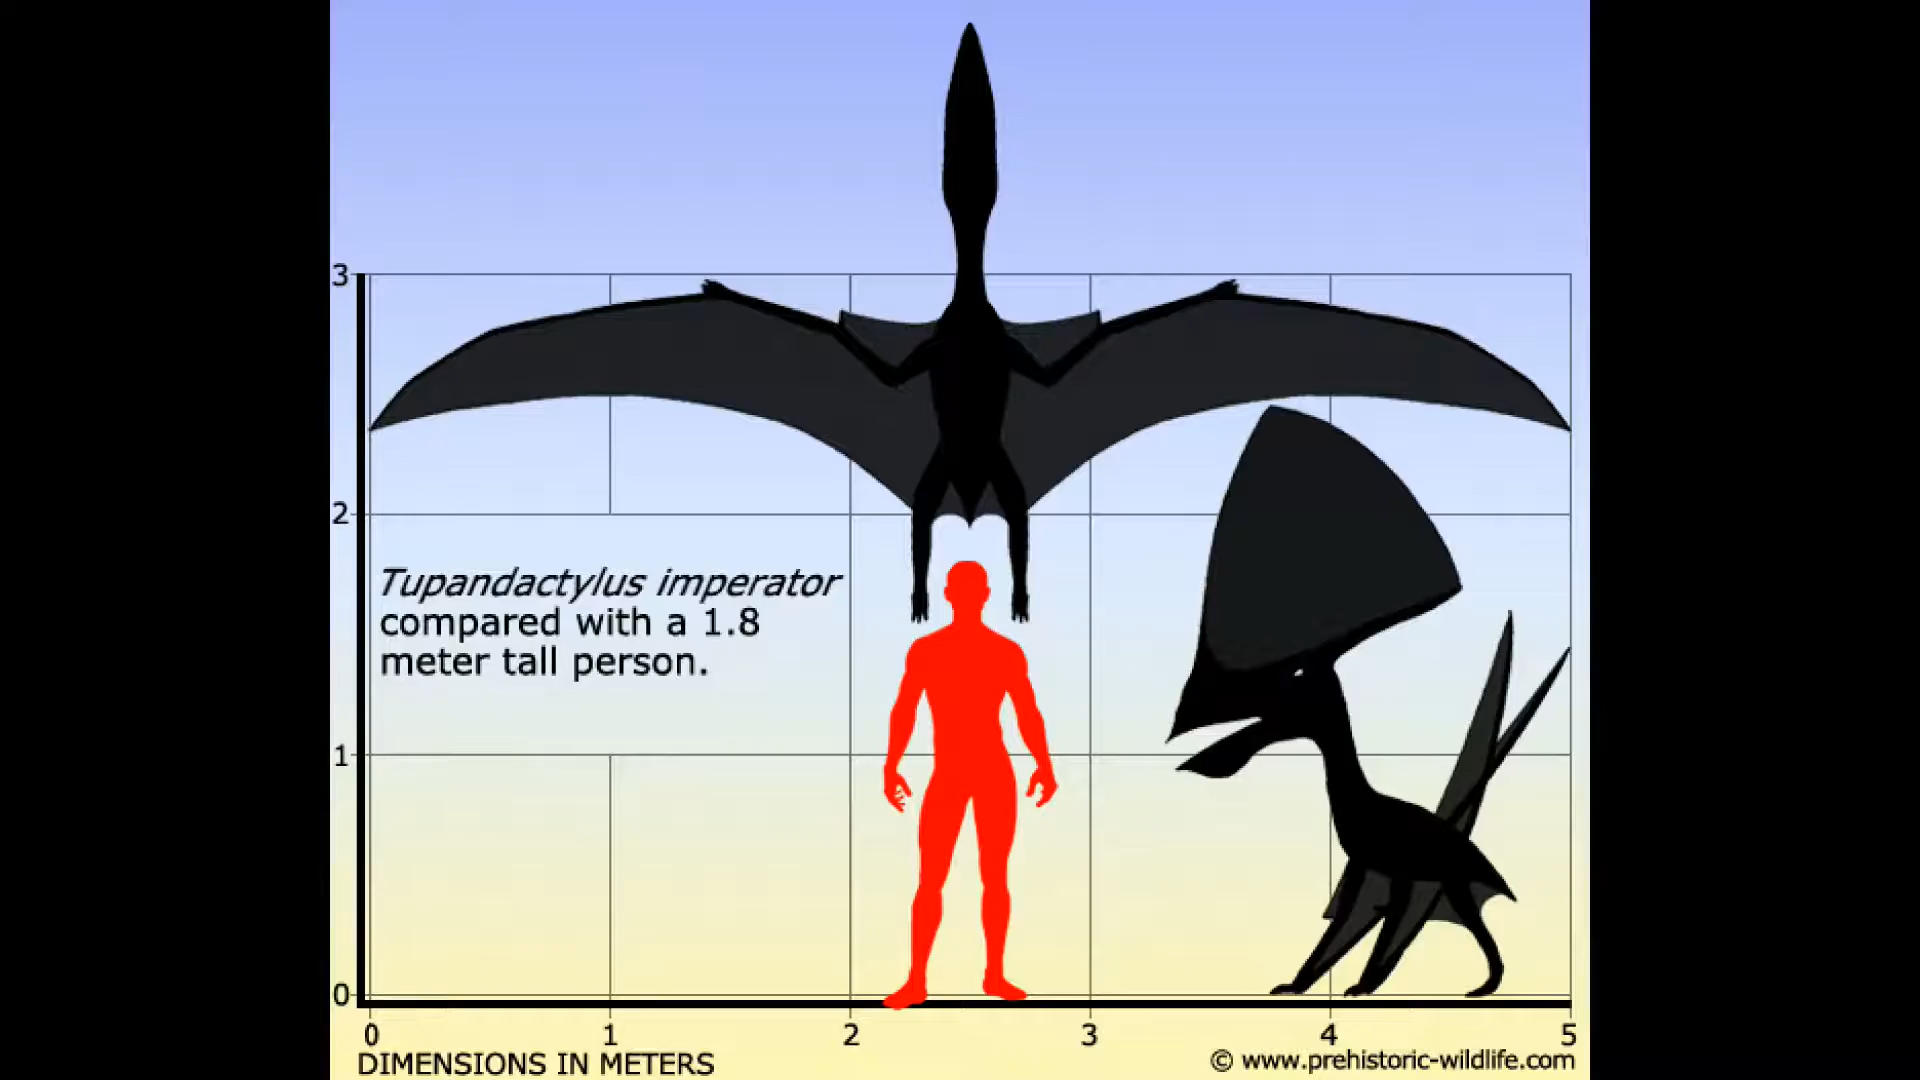 3
2
Tupandactylus imperator
compared with a 1.8
meter tall person.
1
0
0 1 2 3 4 5
DIMENSIONS IN METERS
© www.prehistoric-wildlife.com